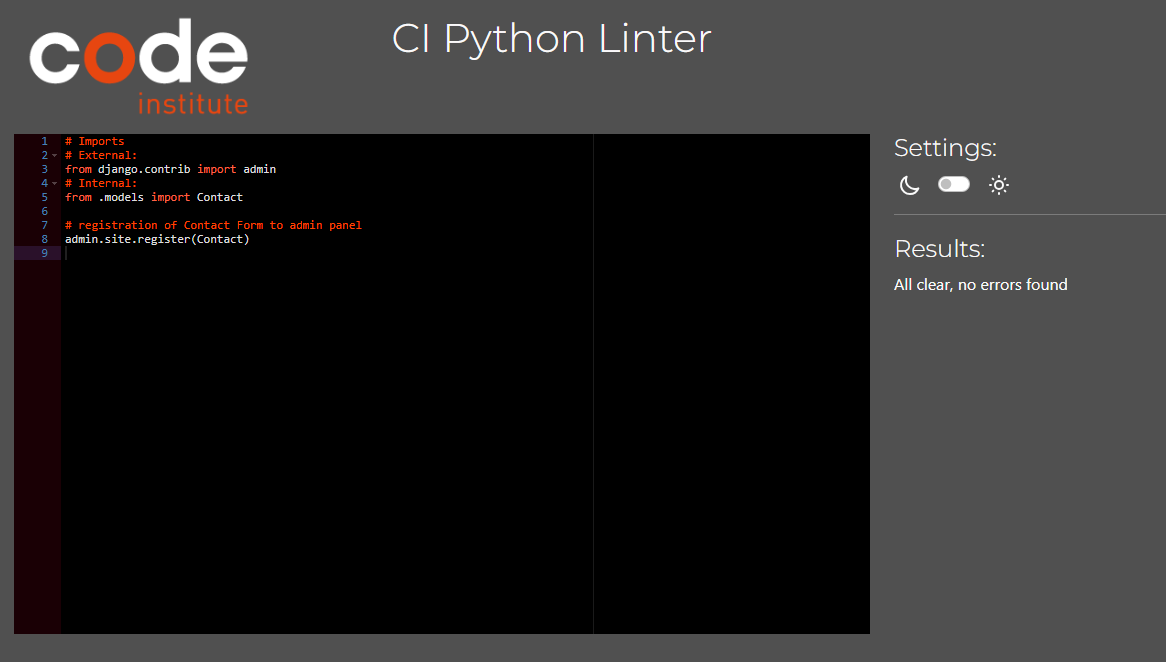 code
institute
CI Python Linter
1 # Imports
2 # External:
3 from django.contrib import admin
4 # Internal:
5 from .models import Contact
6
7 # registration of Contact Form to admin panel
8 admin.site.register(Contact)
9
Settings:
Results:
All clear, no errors found